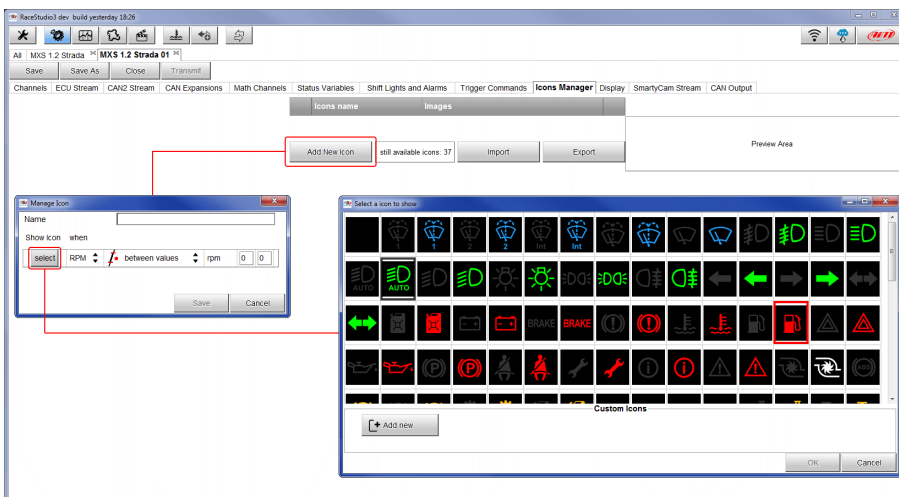 RaceStudio3 dev build yesterday 18:26
AiM
All MXS 1.2 Strada MXS 1.2 Strada 01
Save Save As Close Transmit
Channels ECU Stream CAN2 Stream CAN Expansions Math Channels Status Variables Shift Lights and Alarms Trigger Commands Icons Manager Display SmartyCam Stream CAN Output
Icons name Images
Add New Icon still available icons: 37 Import Export
Preview Area
Manage Icon
Name
Show Icon when
select RPM between values rpm 0 0
Save Cancel
Select a icon to show
1 1 2 2 Int Int
AUTO AUTO
BRAKE BRAKE
P P ABS
Custom Icons
Add new
OK Cancel